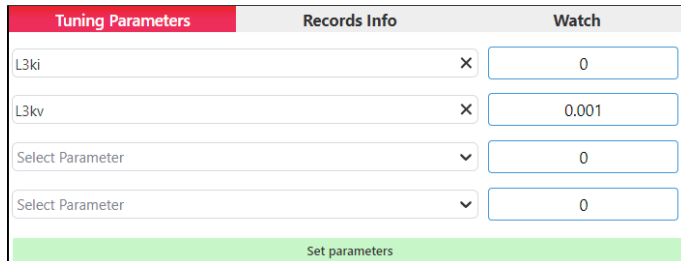 Tuning Parameters Records Info Watch
L3ki 0
L3kv 0.001
Select Parameter 0
Select Parameter 0
Set parameters